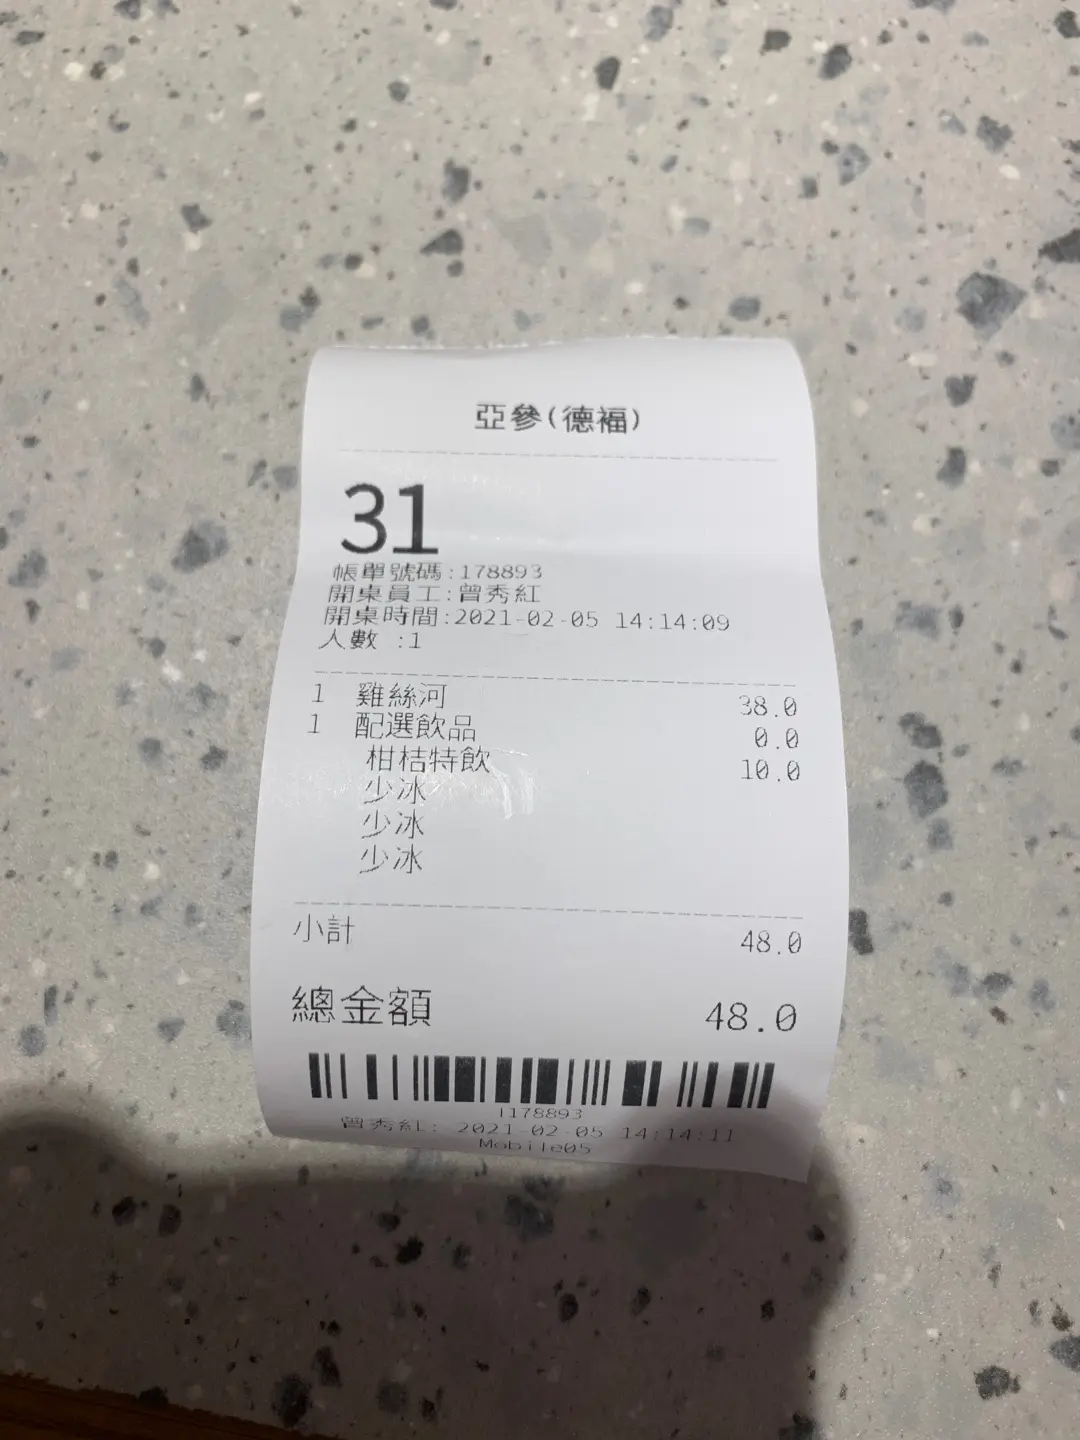 亞參(德福)
31
帳單號碼:178893
開桌員工:曾秀紅
開桌時間:2021-02-05 14:14:09
人數 :1
1 雞絲河 38.0
1 配選飲品 0.0
柑桔特飲 10.0
少冰
少冰
少冰
小計 48.0
總金額 48.0
1178893
曾秀紅: 2021-02-05 14:14:11
Mobile05